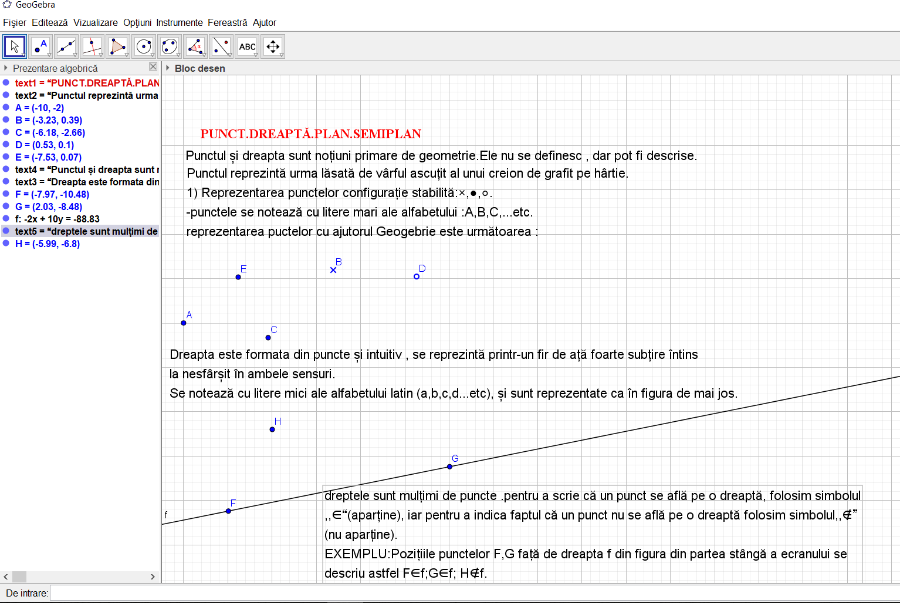 GeoGebra
Fișier Editează Vizualizare Opțiuni Instrumente Fereastră Ajutor
A ABC
Prezentare algebrică
Bloc desen
text1 = "PUNCT.DREAPTĂ.PLAN
text2 = "Punctul reprezintă urma
A = (-10, -2)
B = (-3.23, 0.39)
C = (-6.18, -2.66)
D = (0.53, 0.1)
E = (-7.53, 0.07)
text4 = "Punctul și dreapta sunt r
text3 = "Dreapta este formata din
F = (-7.97, -10.48)
G = (2.03, -8.48)
f: -2x + 10y = -88.83
text5 = "dreptele sunt mulțimi de
H = (-5.99, -6.8)
PUNCT.DREAPTĂ.PLAN.SEMIPLAN
Punctul și dreapta sunt noțiuni primare de geometrie.Ele nu se definesc , dar pot fi descrise.
Punctul reprezintă urma lăsată de vârful ascuțit al unui creion de grafit pe hârtie.
1) Reprezentarea punctelor configurație stabilită:×,●,○.
-punctele se notează cu litere mari ale alfabetului :A,B,C,...etc.
reprezentarea puctelor cu ajutorul Geogebrie este următoarea :
E
B
D
A
C
Dreapta este formata din puncte și intuitiv , se reprezintă printr-un fir de ață foarte subțire întins
la nesfârșit în ambele sensuri.
Se notează cu litere mici ale alfabetului latin (a,b,c,d...etc), și sunt reprezentate ca în figura de mai jos.
H
G
F
f
dreptele sunt mulțimi de puncte .pentru a scrie că un punct se află pe o dreaptă, folosim simbolul
,,∈“(aparține), iar pentru a indica faptul că un punct nu se află pe o dreaptă folosim simbolul,,∉”
(nu aparține).
EXEMPLU:Pozițiile punctelor F,G față de dreapta f din figura din partea stângă a ecranului se
descriu astfel F∈f;G∈f; H∉f.
De intrare: